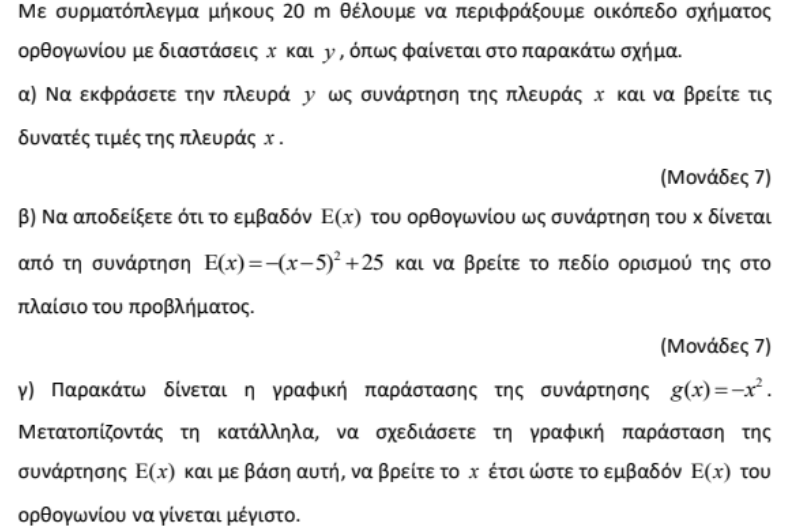 Με συρματόπλεγμα μήκους 20 m θέλουμε να περιφράξουμε οικόπεδο σχήματος
ορθογωνίου με διαστάσεις x και y, όπως φαίνεται στο παρακάτω σχήμα.
α) Να εκφράσετε την πλευρά y ως συνάρτηση της πλευράς x και να βρείτε τις
δυνατές τιμές της πλευράς x.
(Μονάδες 7)
β) Να αποδείξετε ότι το εμβαδόν E(x) του ορθογωνίου ως συνάρτηση του x δίνεται
από τη συνάρτηση E(x)=−(x−5)²+25 και να βρείτε το πεδίο ορισμού της στο
πλαίσιο του προβλήματος.
(Μονάδες 7)
γ) Παρακάτω δίνεται η γραφική παράστασης της συνάρτησης g(x)=−x².
Μετατοπίζοντάς τη κατάλληλα, να σχεδιάσετε τη γραφική παράσταση της
συνάρτησης E(x) και με βάση αυτή, να βρείτε το x έτσι ώστε το εμβαδόν E(x) του
ορθογωνίου να γίνεται μέγιστο.